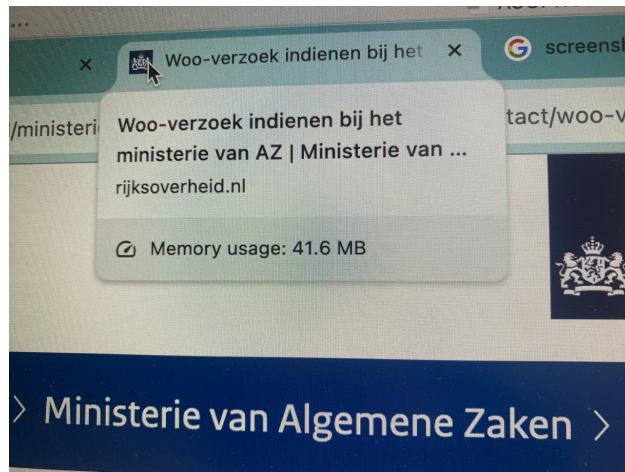 ...
Woo-verzoek indienen bij het
screensh
/ministeri
tact/woo-v
Woo-verzoek indienen bij het
ministerie van AZ | Ministerie van ...
rijksoverheid.nl
Memory usage: 41.6 MB
> Ministerie van Algemene Zaken >